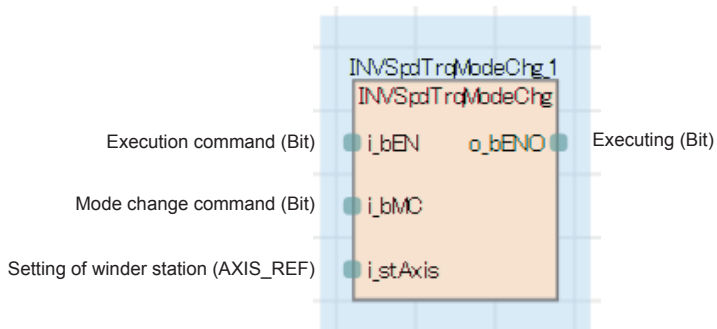 INVSpdTrqModeChg_1
INVSpdTrqModeChg
Execution command (Bit) i_bEN o_bENO Executing (Bit)
Mode change command (Bit) i_bMC
Setting of winder station (AXIS_REF) i_stAxis